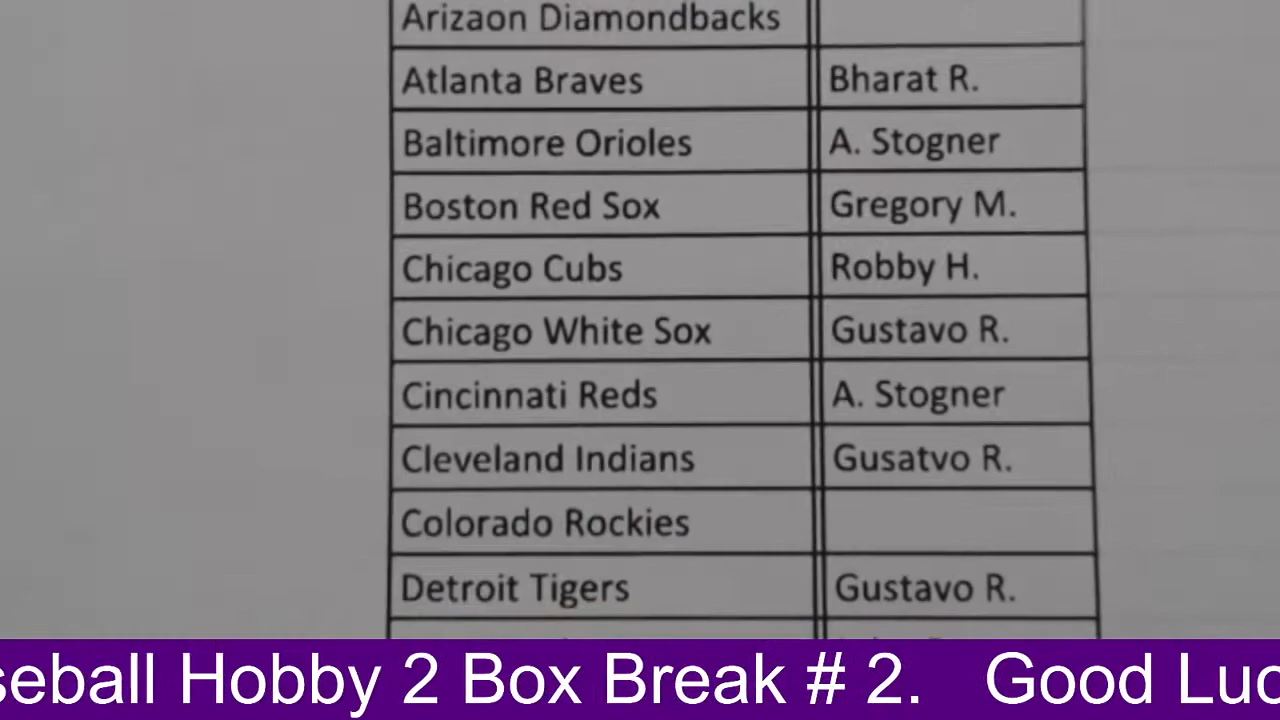 Arizaon Diamondbacks
Atlanta Braves Bharat R.
Baltimore Orioles A. Stogner
Boston Red Sox Gregory M.
Chicago Cubs Robby H.
Chicago White Sox Gustavo R.
Cincinnati Reds A. Stogner
Cleveland Indians Gusatvo R.
Colorado Rockies
Detroit Tigers Gustavo R.
seball Hobby 2 Box Break # 2. Good Luc